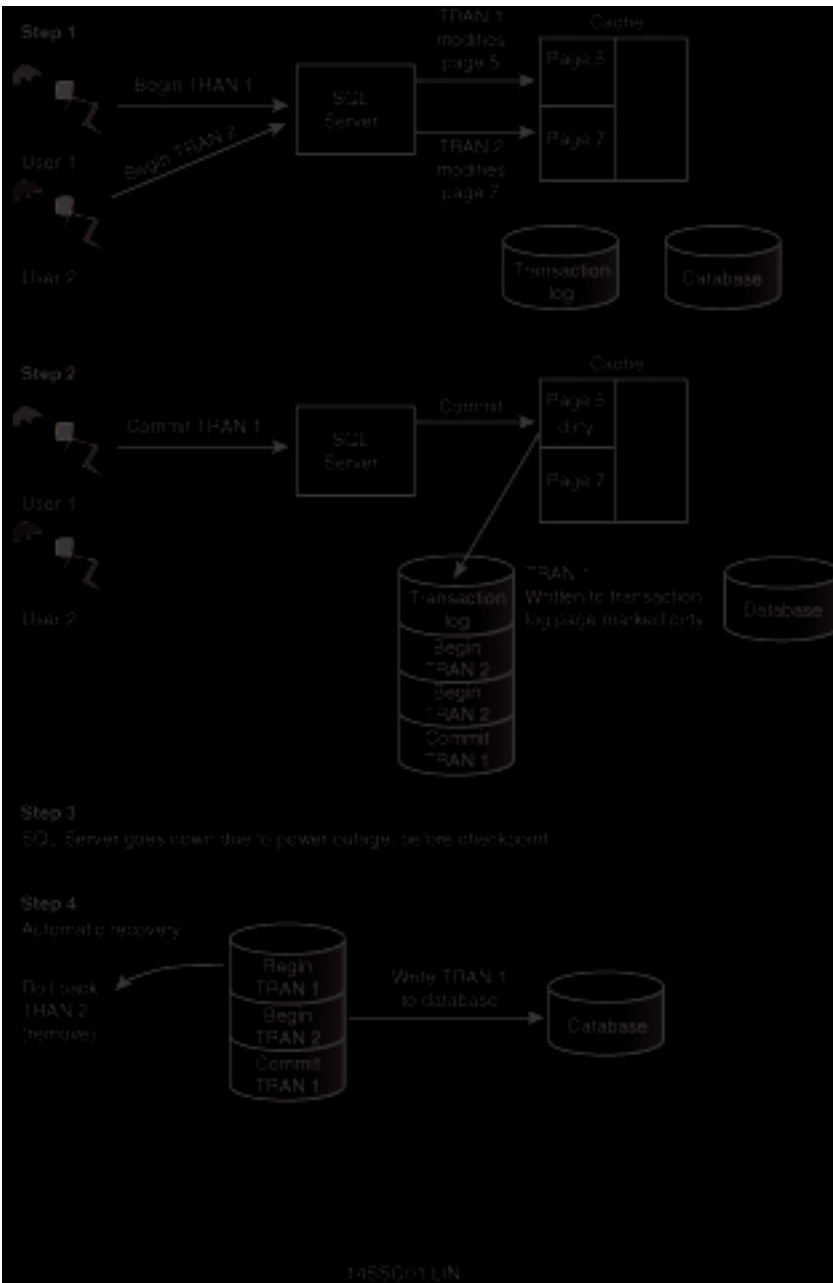 Step 1
TRAN 1
modifies
page 5
Cache
Page 5
Begin TRAN 1
SQL
Server
Begin TRAN 2
Page 7
TRAN 2
modifies
page 7
User 1
User 2
Transaction
log
Database
Step 2
Cache
Commit TRAN 1
Commit
Page 5
dirty
SQL
Server
Page 7
User 1
User 2
Transaction
log
TRAN 1
Written to transaction
log page marked dirty
Database
Begin
TRAN 2
Begin
TRAN 2
Commit
TRAN 1
Step 3
SQL Server goes down due to power outage, before checkpoint
Step 4
Automatic recovery
Roll back
TRAN 2
(remove)
Begin
TRAN 1
Begin
TRAN 2
Commit
TRAN 1
Write TRAN 1
to database
Database